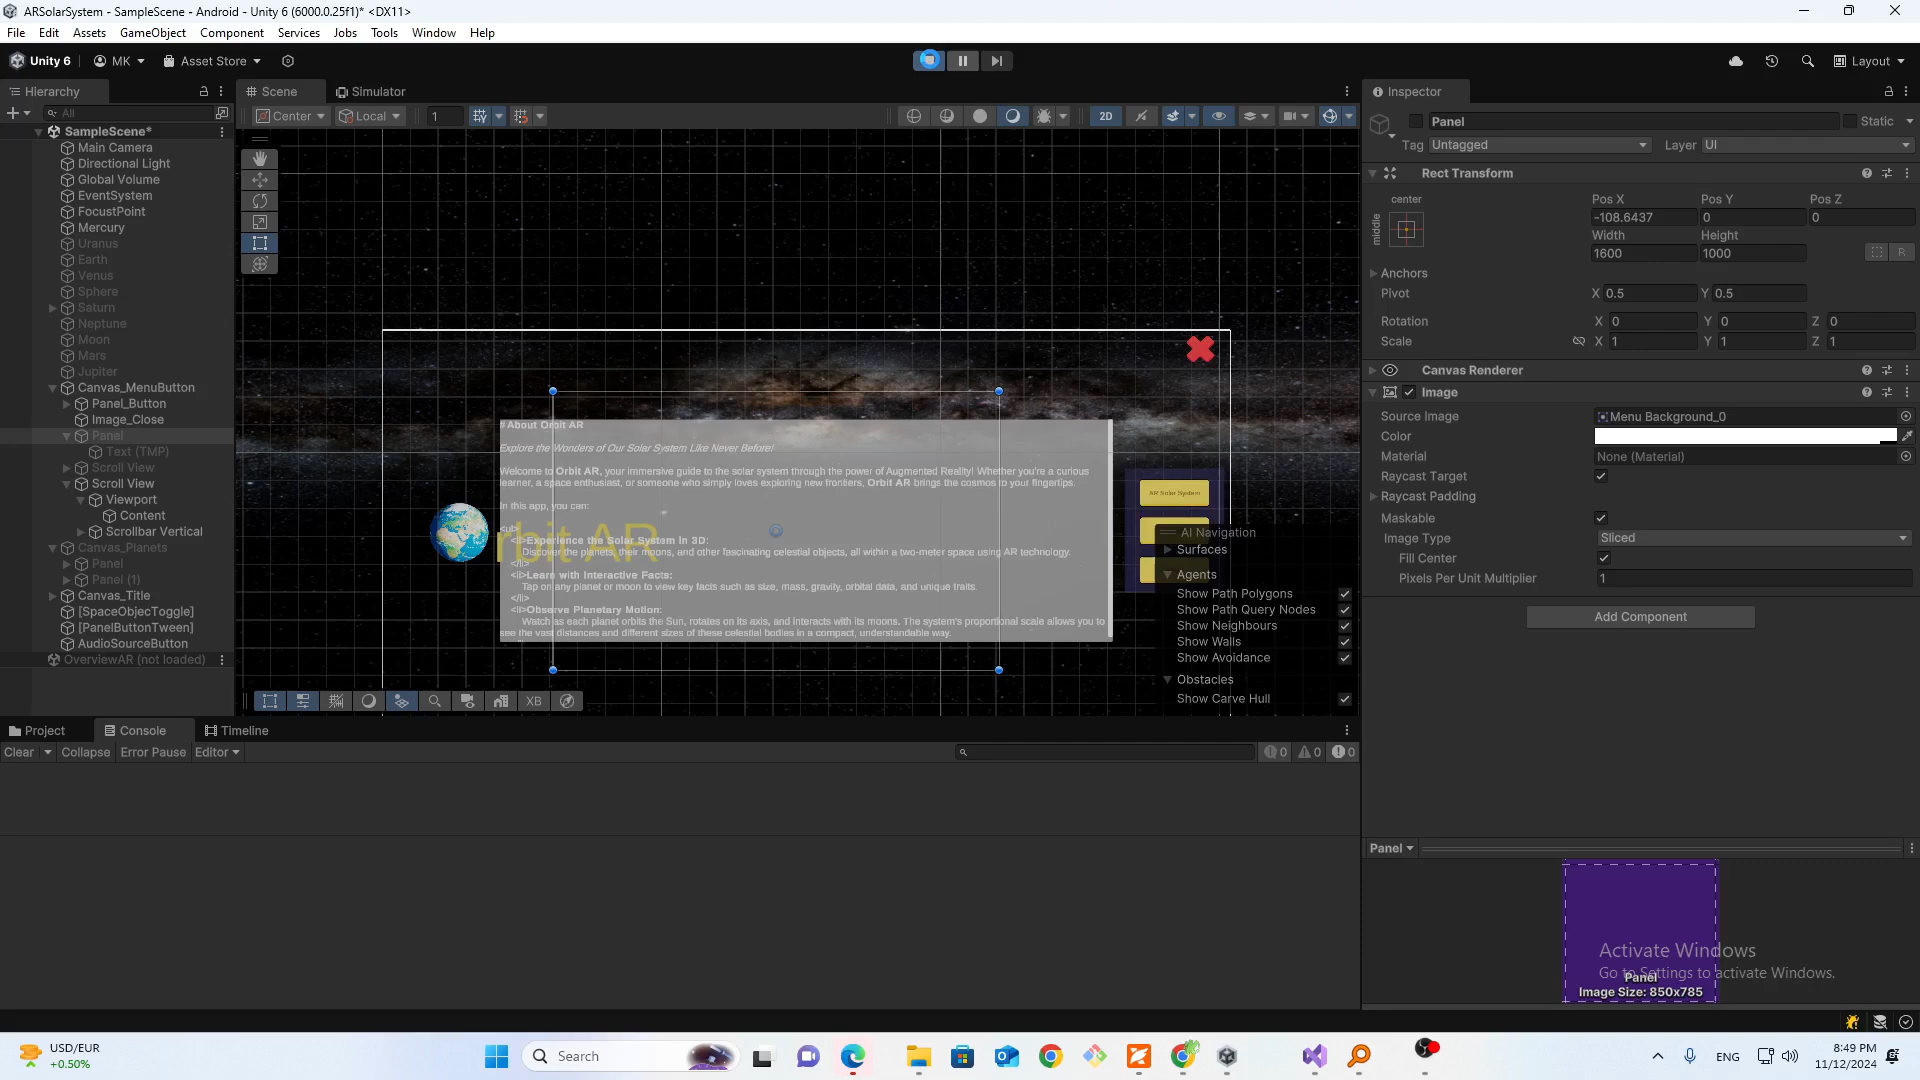 ARSolarSystem - SampleScene - Android - Unity 6 (6000.0.25f1)* <DX11>
File Edit Assets GameObject Component Services Jobs Tools Window Help
Unity 6 MK Asset Store Layout
Hierarchy Scene Simulator Inspector
All Center Local 1 2D Panel Static
SampleScene* Tag Untagged Layer UI
Main Camera
Directional Light
Global Volume
EventSystem
FocustPoint
Mercury
Uranus
Earth
Venus
Sphere
Saturn
Neptune
Moon
Mars
Jupiter
Canvas_MenuButton
Panel_Button
Image_Close
Panel
Text (TMP)
Scroll View
Scroll View
Viewport
Content
Scrollbar Vertical
Canvas_Planets
Panel
Panel (1)
Canvas_Title
[SpaceObjecToggle]
[PanelButtonTween]
AudioSourceButton
OverviewAR (not loaded)
# About Orbit AR
Explore the Wonders of Our Solar System Like Never Before!
Welcome to Orbit AR, your immersive guide to the solar system through the power of Augmented Reality! Whether you're a curious
learner, a space enthusiast, or someone who simply loves exploring new frontiers, Orbit AR brings the cosmos to your fingertips.
In this app, you can:
<ul>
<li>Experience the Solar System in 3D:
Discover the planets, their moons, and other fascinating celestial objects, all within a two-meter space using AR technology.
</li>
<li>Learn with Interactive Facts:
Tap on any planet or moon to view key facts such as size, mass, gravity, orbital data, and unique traits.
</li>
<li>Observe Planetary Motion:
Watch as each planet orbits the Sun, rotates on its axis, and interacts with its moons. The system's proportional scale allows you to
see the vast distances and different sizes of these celestial bodies in a compact, understandable way.
rbit AR
AR Solar System
AI Navigation
Surfaces
Agents
Show Path Polygons
Show Path Query Nodes
Show Neighbours
Show Walls
Show Avoidance
Obstacles
Show Carve Hull
XB
Rect Transform
center Pos X Pos Y Pos Z
middle -108.6437 0 0
Width Height
1600 1000 R
Anchors
Pivot X 0.5 Y 0.5
Rotation X 0 Y 0 Z 0
Scale X 1 Y 1 Z 1
Canvas Renderer
Image
Source Image Menu Background_0
Color
Material None (Material)
Raycast Target
Raycast Padding
Maskable
Image Type Sliced
Fill Center
Pixels Per Unit Multiplier 1
Add Component
Project Console Timeline
Clear Collapse Error Pause Editor 0 0 0
Panel
Activate Windows
Go to Settings to activate Windows.
Panel
Image Size: 850x785
USD/EUR
+0.50%
Search
ENG
8:49 PM
11/12/2024